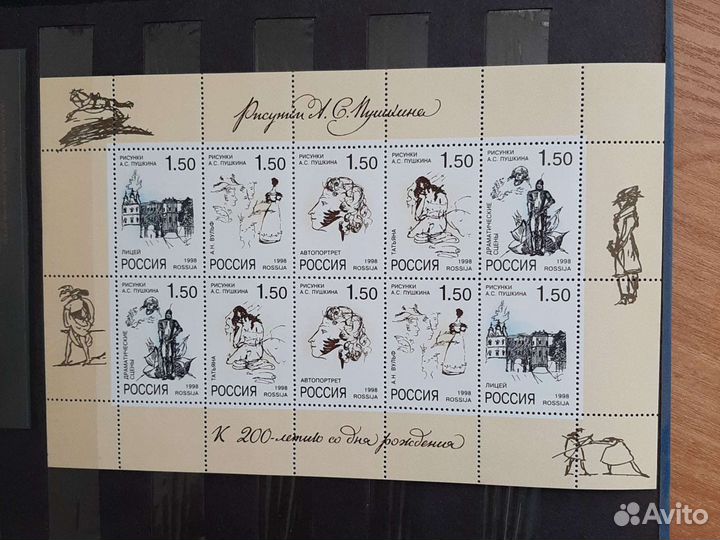 Рисунки А. С. Пушкина
РИСУНКИ
А.С. ПУШКИНА 1.50
ЛИЦЕЙ
1998
РОССИЯ ROSSIJA
РИСУНКИ
А.С. ПУШКИНА 1.50
А.Н. ВУЛЬФ
1998
РОССИЯ ROSSIJA
РИСУНКИ
А.С. ПУШКИНА 1.50
АВТОПОРТРЕТ
1998
РОССИЯ ROSSIJA
РИСУНКИ
А.С. ПУШКИНА 1.50
ТАТЬЯНА
1998
РОССИЯ ROSSIJA
РИСУНКИ
А.С. ПУШКИНА 1.50
ДРАМАТИЧЕСКИЕ
СЦЕНЫ
1998
РОССИЯ ROSSIJA
РИСУНКИ
А.С. ПУШКИНА 1.50
ДРАМАТИЧЕСКИЕ
СЦЕНЫ
1998
РОССИЯ ROSSIJA
РИСУНКИ
А.С. ПУШКИНА 1.50
ТАТЬЯНА
1998
РОССИЯ ROSSIJA
РИСУНКИ
А.С. ПУШКИНА 1.50
АВТОПОРТРЕТ
1998
РОССИЯ ROSSIJA
РИСУНКИ
А.С. ПУШКИНА 1.50
А.Н. ВУЛЬФ
1998
РОССИЯ ROSSIJA
РИСУНКИ
А.С. ПУШКИНА 1.50
ЛИЦЕЙ
1998
РОССИЯ ROSSIJA
К 200-летию со дня рождения
Avito